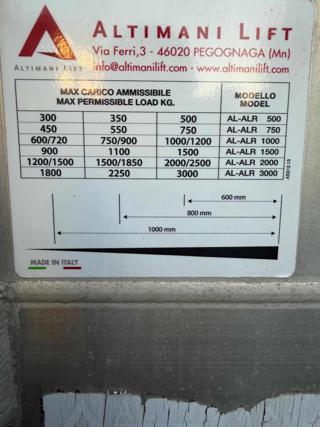 ALTIMANI LIFT
ALTIMANI LIFT
Via Ferri,3 - 46020 PEGOGNAGA (Mn)
info@altimanilift.com - www.altimanilift.com
MAX CARICO AMMISSIBILE
MAX PERMISSIBLE LOAD KG.
MODELLO
MODEL
300 350 500 AL-ALR 500
450 550 750 AL-ALR 750
600/720 750/900 1000/1200 AL-ALR 1000
900 1100 1500 AL-ALR 1500
1200/1500 1500/1850 2000/2500 AL-ALR 2000
1800 2250 3000 AL-ALR 3000
600 mm
800 mm
1000 mm
MADE IN ITALY